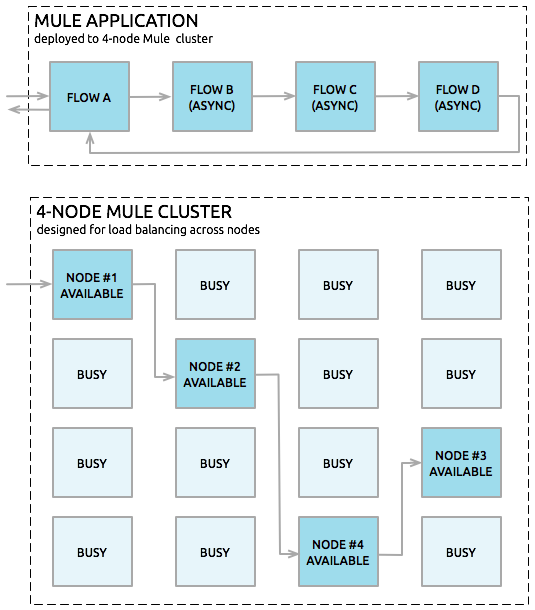 MULE APPLICATION
deployed to 4-node Mule cluster
FLOW A
FLOW B
(ASYNC)
FLOW C
(ASYNC)
FLOW D
(ASYNC)
4-NODE MULE CLUSTER
designed for load balancing across nodes
NODE #1
AVAILABLE
BUSY
BUSY
BUSY
BUSY
NODE #2
AVAILABLE
BUSY
BUSY
BUSY
BUSY
BUSY
NODE #3
AVAILABLE
BUSY
BUSY
NODE #4
AVAILABLE
BUSY